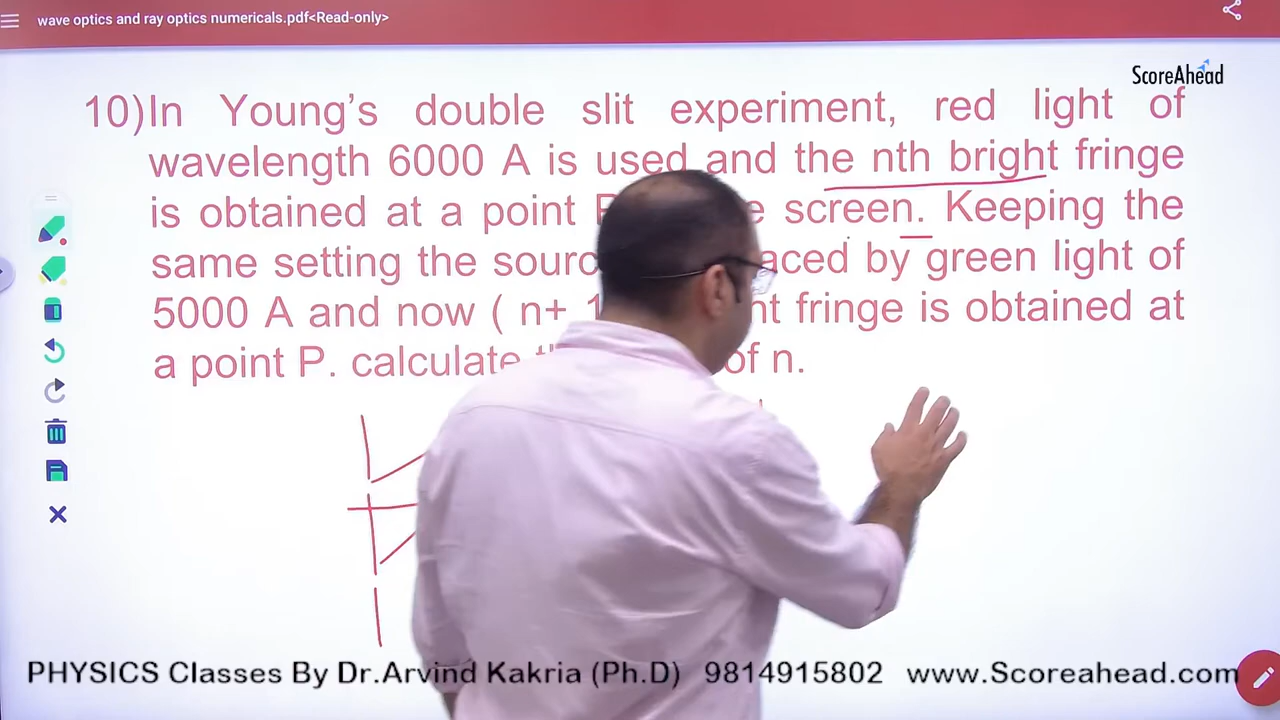 wave optics and ray optics numericals.pdf<Read-only>
ScoreAhead
10)In Young's double slit experiment, red light of
wavelength 6000 A is used and the nth bright fringe
is obtained at a point screen. Keeping the
same setting the by green light of
5000 A and now ( n+ fringe is obtained at
a point P. calculate of n.
PHYSICS Classes By Dr.Arvind Kakria (Ph.D) 9814915802 www.Scoreahead.com